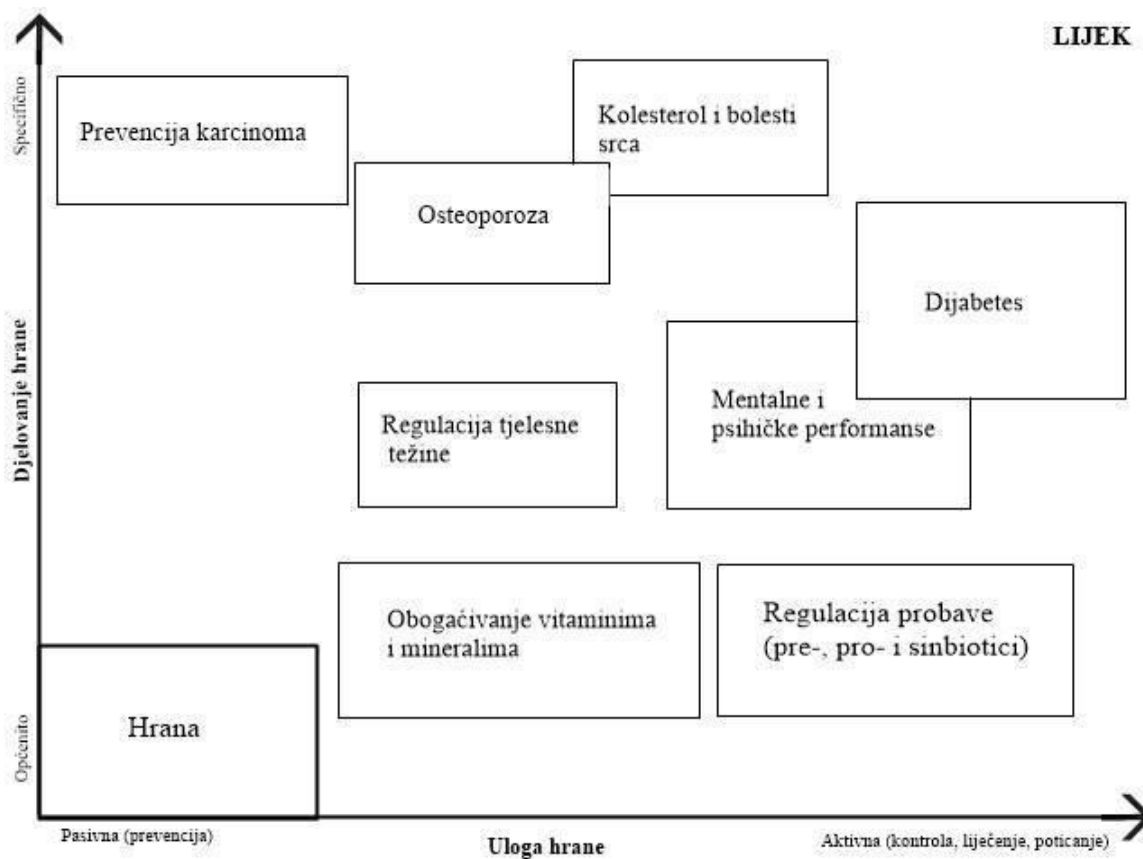 LIJEK
Specifično
Prevencija karcinoma
Kolesterol i bolesti
srca
Osteoporoza
Dijabetes
Djelovanje hrane
Regulacija tjelesne
težine
Mentalne i
psihičke performanse
Obogaćivanje vitaminima
i mineralima
Regulacija probave
(pre-, pro- i sinbiotici)
Općenito
Hrana
Pasivna (prevencija)
Uloga hrane
Aktivna (kontrola, liječenje, poticanje)